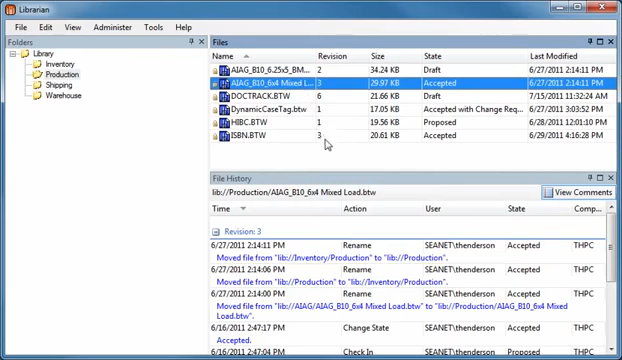 Librarian
File Edit View Administer Tools Help
Folders
Library
Inventory
Production
Shipping
Warehouse
Files
Name Revision Size State Last Modified
AIAG_B10_6.25x5_BM... 2 34.24 KB Draft 6/27/2011 2:14:11 PM
AIAG_B10_6x4 Mixed L... 3 29.97 KB Accepted 6/27/2011 2:14:11 PM
DOCTRACK.BTW 6 21.66 KB Draft 7/15/2011 11:32:24 AM
DynamicCaseTag.btw 1 17.05 KB Accepted with Change Req... 6/27/2011 3:03:52 PM
HIBC.BTW 1 19.56 KB Proposed 6/28/2011 12:01:10 PM
ISBN.BTW 3 20.61 KB Accepted 6/29/2011 4:16:28 PM
File History
lib://Production/AIAG_B10_6x4 Mixed Load.btw View Comments
Time Action User State Comp...
Revision: 3
6/27/2011 2:14:11 PM Rename SEANET\thenderson Accepted THPC
Moved file from "lib://Inventory/Production" to "lib://Production".
6/27/2011 2:14:06 PM Rename SEANET\thenderson Accepted THPC
Moved file from "lib://Production" to "lib://Inventory/Production".
6/27/2011 2:14:00 PM Rename SEANET\thenderson Accepted THPC
Moved file from "lib://AIAG/AIAG_B10_6x4 Mixed Load.btw" to "lib://Production/AIAG_B10_6x4 Mixed
Load.btw".
6/16/2011 2:47:17 PM Change State SEANET\thenderson Accepted THPC
Accepted.
6/16/2011 2:47:04 PM Check In SEANET\thenderson Proposed THPC